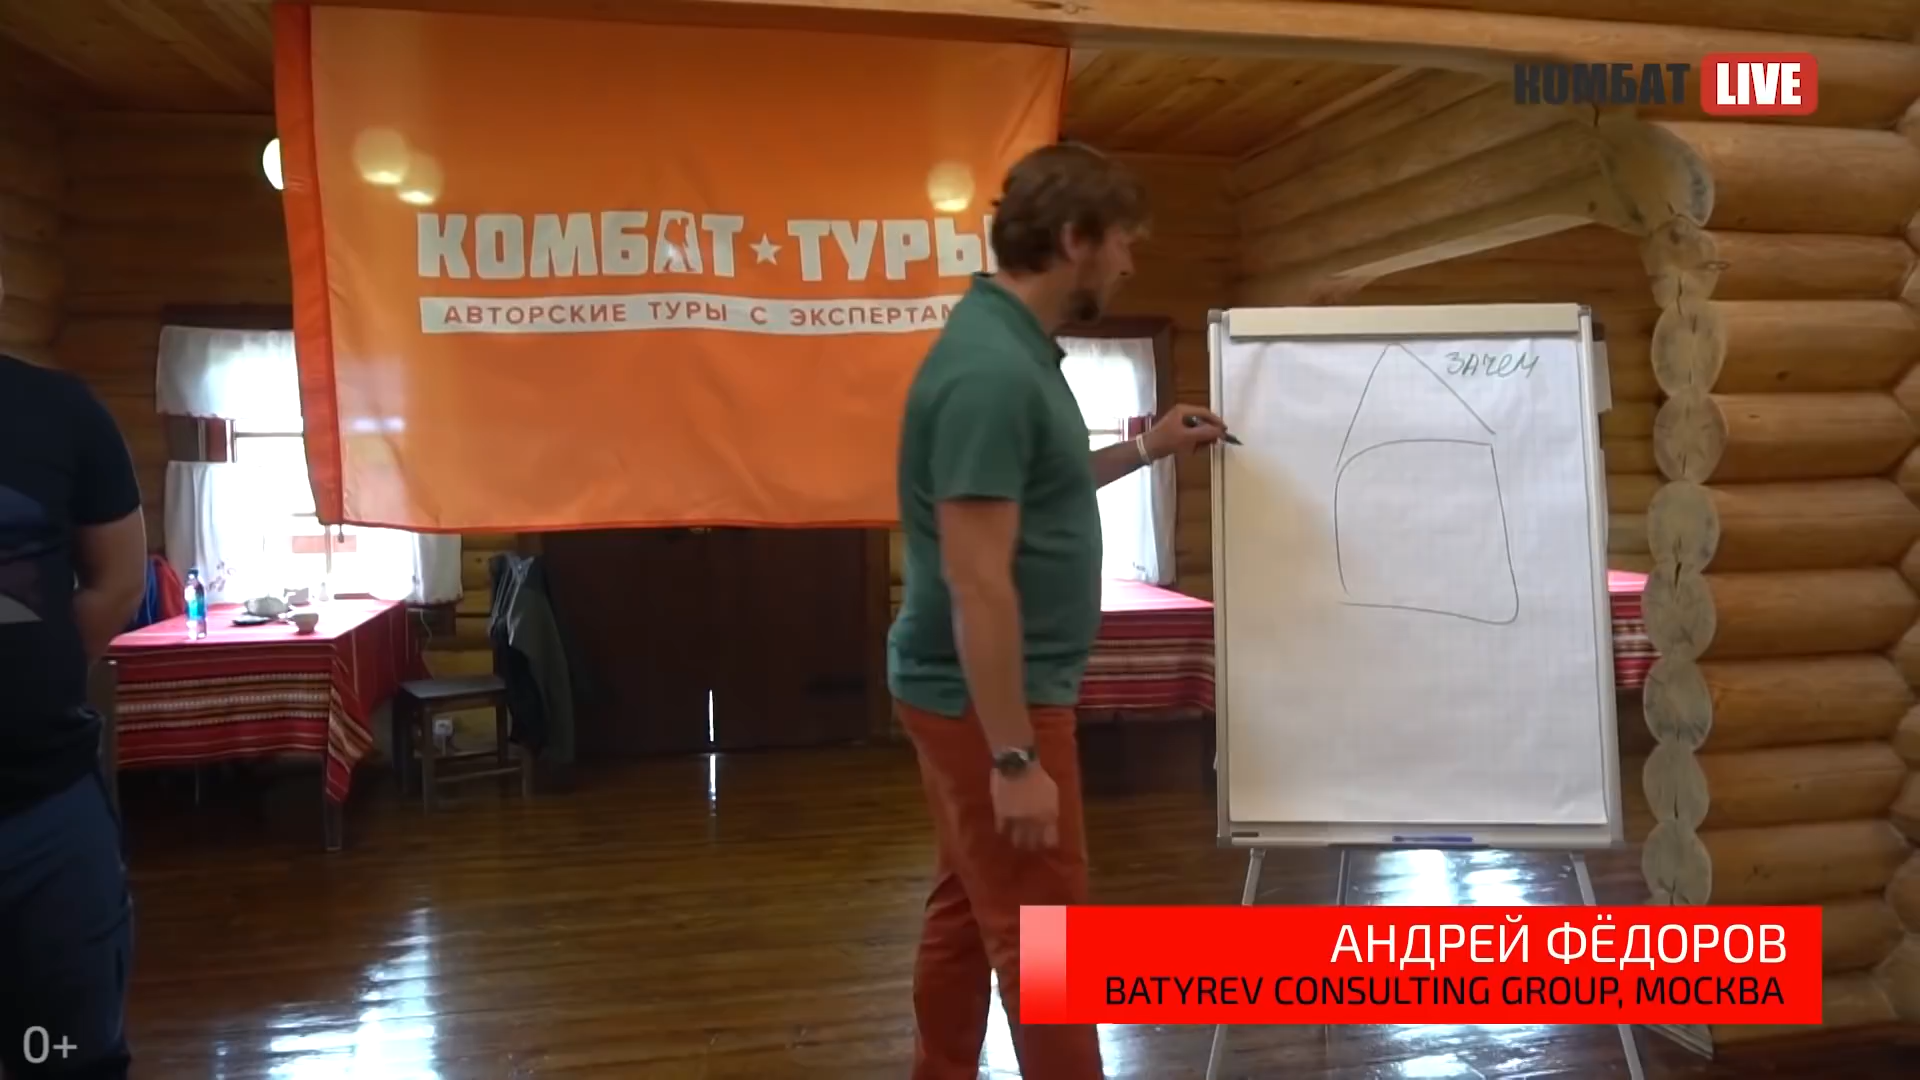 КОМБАТ LIVE
КОМБАТ ★ ТУРЫ
АВТОРСКИЕ ТУРЫ С ЭКСПЕРТАМ
ЗАЧЕМ
АНДРЕЙ ФЁДОРОВ
BATYREV CONSULTING GROUP, МОСКВА
0+